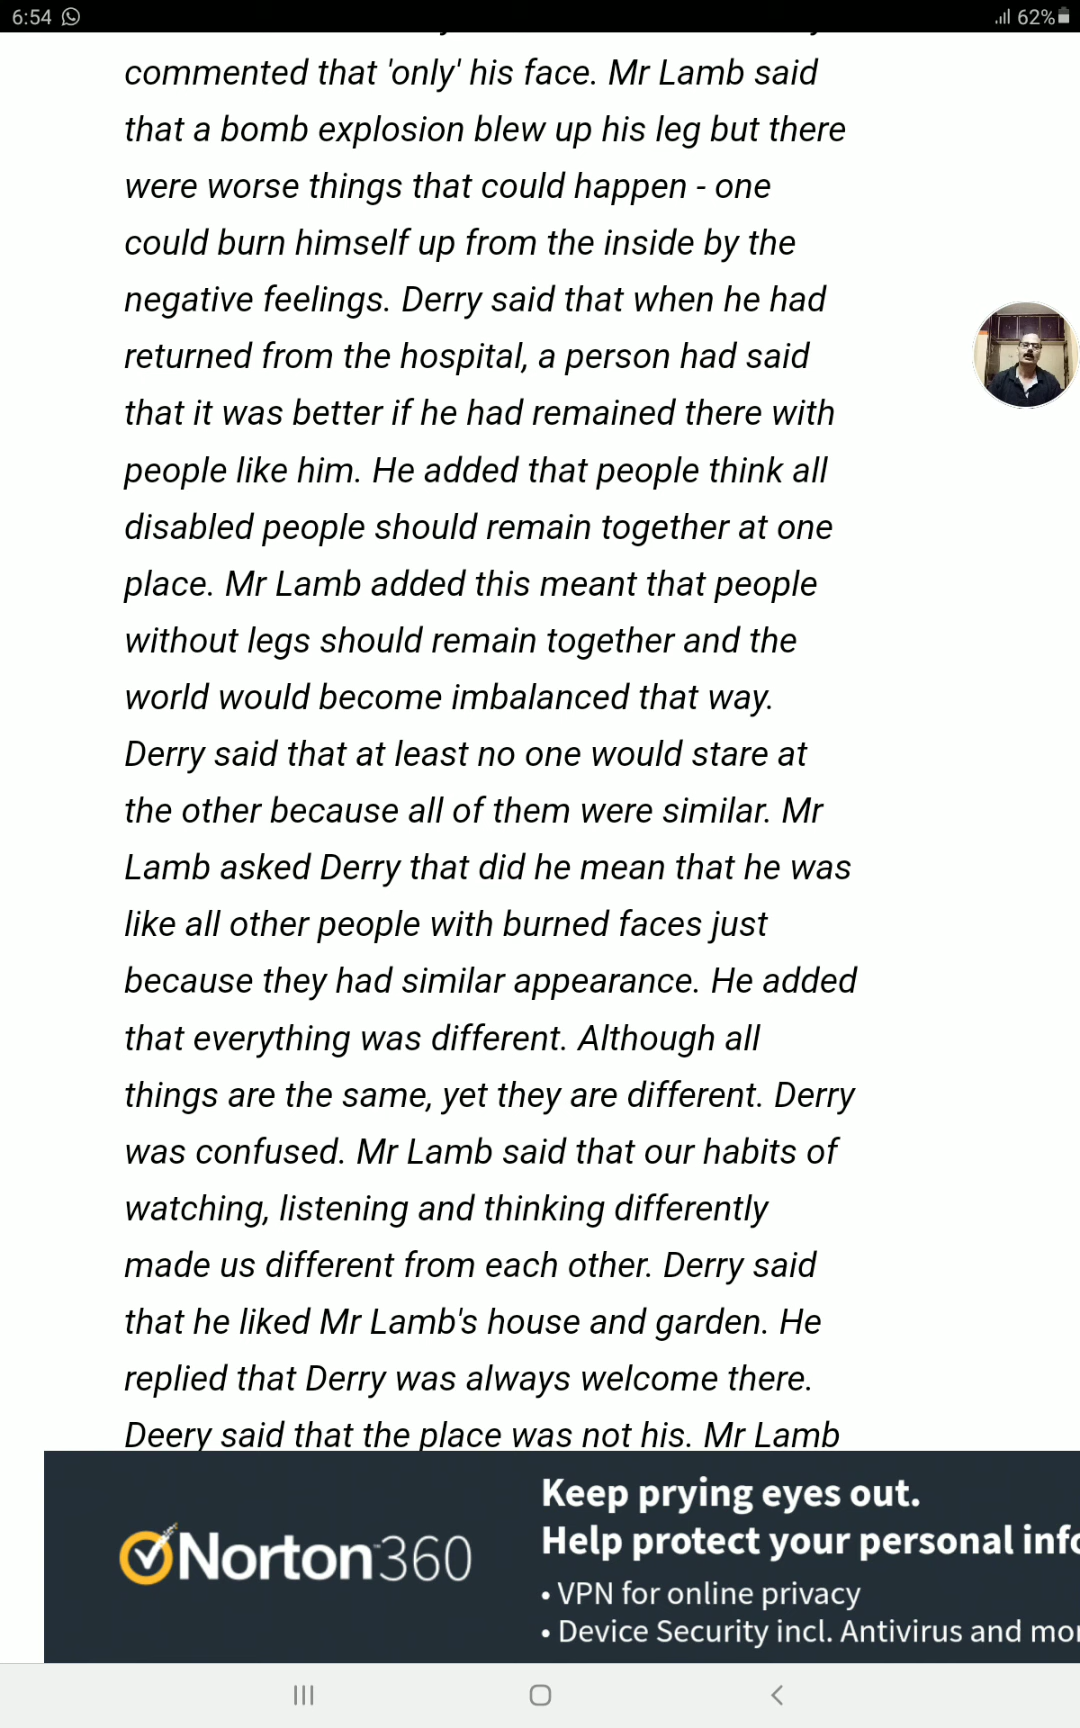 6:54 62%
commented that 'only' his face. Mr Lamb said
that a bomb explosion blew up his leg but there
were worse things that could happen - one
could burn himself up from the inside by the
negative feelings. Derry said that when he had
returned from the hospital, a person had said
that it was better if he had remained there with
people like him. He added that people think all
disabled people should remain together at one
place. Mr Lamb added this meant that people
without legs should remain together and the
world would become imbalanced that way.
Derry said that at least no one would stare at
the other because all of them were similar. Mr
Lamb asked Derry that did he mean that he was
like all other people with burned faces just
because they had similar appearance. He added
that everything was different. Although all
things are the same, yet they are different. Derry
was confused. Mr Lamb said that our habits of
watching, listening and thinking differently
made us different from each other. Derry said
that he liked Mr Lamb's house and garden. He
replied that Derry was always welcome there.
Deery said that the place was not his. Mr Lamb
Norton 360
Keep prying eyes out.
Help protect your personal info
• VPN for online privacy
• Device Security incl. Antivirus and mo